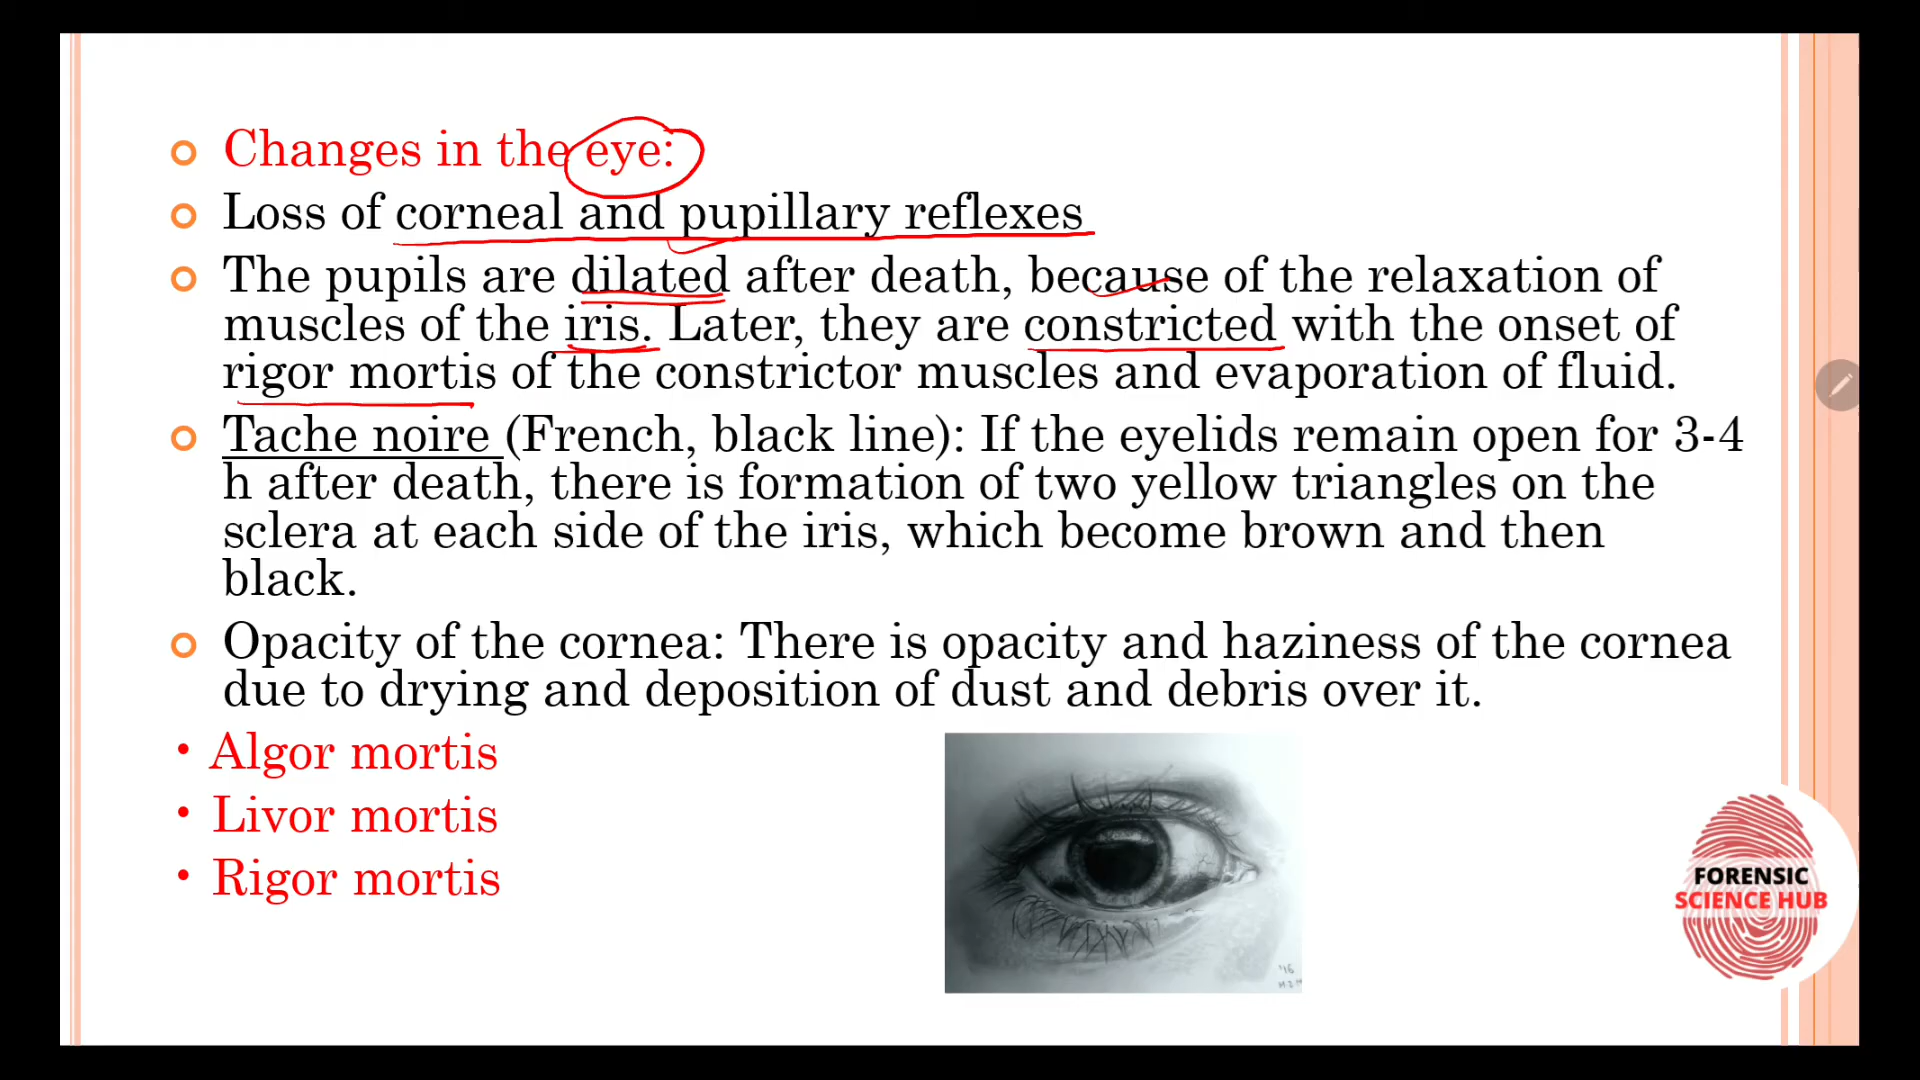 Changes in the eye:
Loss of corneal and pupillary reflexes
The pupils are dilated after death, because of the relaxation of
muscles of the iris. Later, they are constricted with the onset of
rigor mortis of the constrictor muscles and evaporation of fluid.
Tache noire (French, black line): If the eyelids remain open for 3-4
h after death, there is formation of two yellow triangles on the
sclera at each side of the iris, which become brown and then
black.
Opacity of the cornea: There is opacity and haziness of the cornea
due to drying and deposition of dust and debris over it.
• Algor mortis
• Livor mortis
• Rigor mortis
FORENSIC
SCIENCE HUB